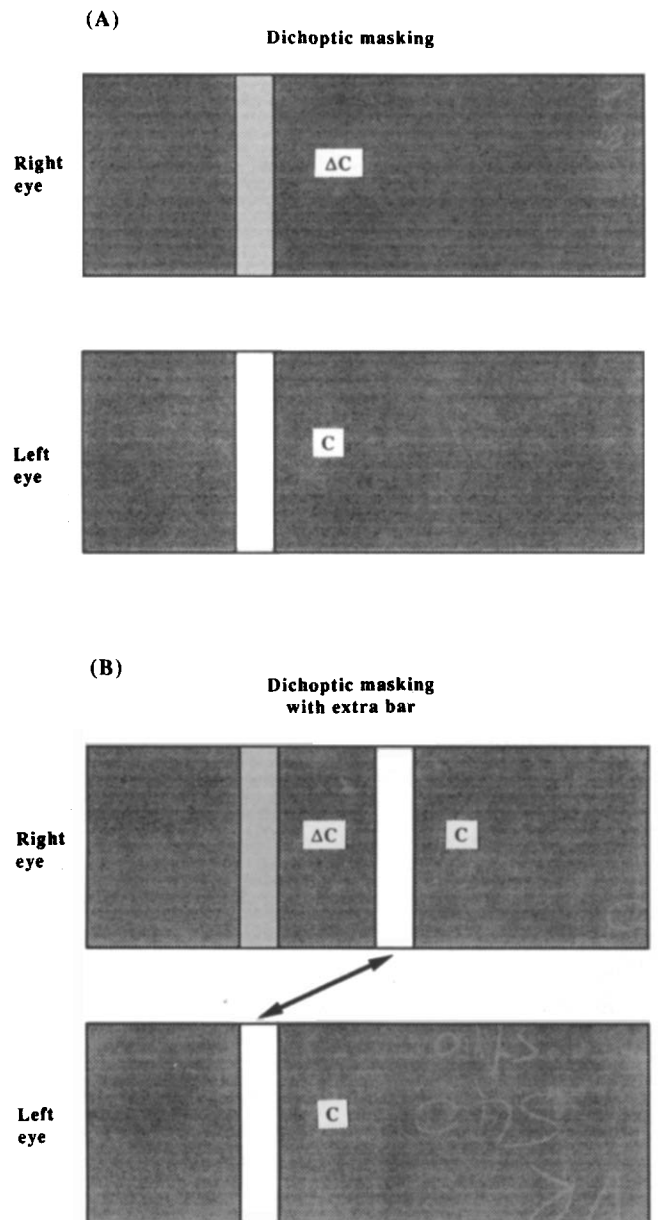 (A)
Dichoptic masking
Right
eye
ΔC
Left
eye
C
(B)
Dichoptic masking
with extra bar
Right
eye
ΔC
C
Left
eye
C